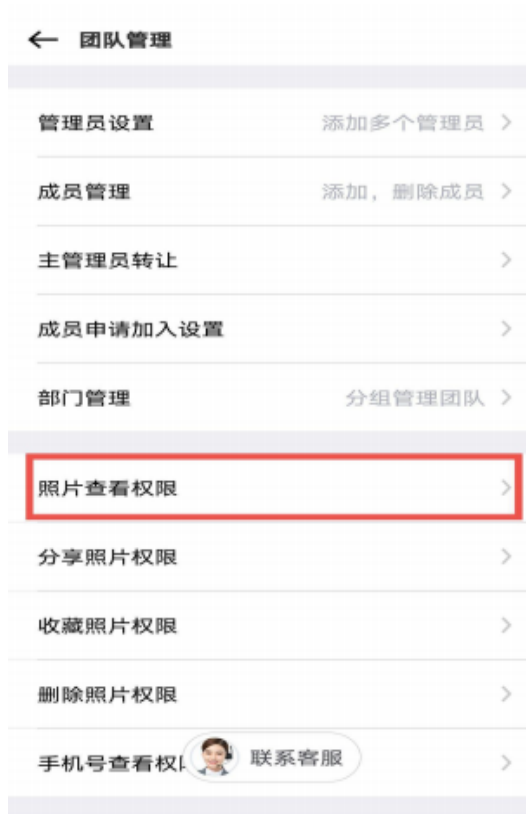 团队管理
管理员设置 添加多个管理员
成员管理 添加，删除成员
主管理员转让
成员申请加入设置
部门管理 分组管理团队
照片查看权限
分享照片权限
收藏照片权限
删除照片权限
手机号查看权
联系客服